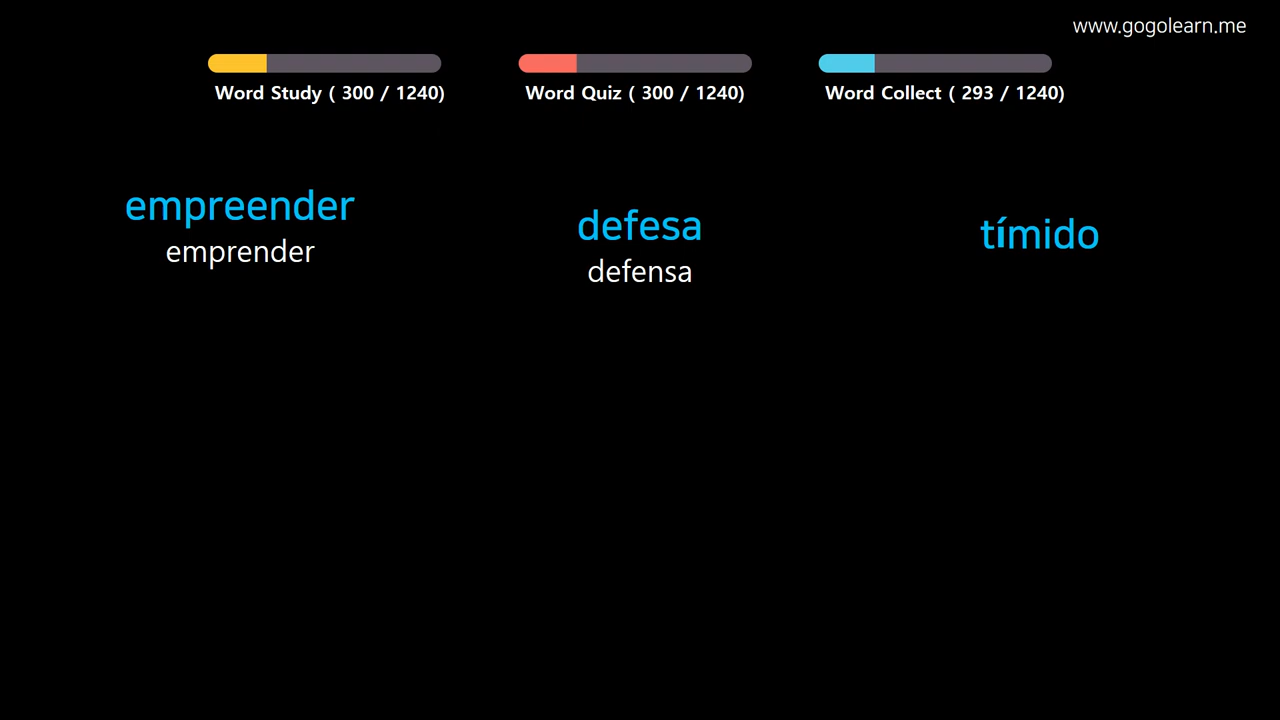 www.gogolearn.me
Word Study ( 300 / 1240)
Word Quiz ( 300 / 1240)
Word Collect ( 293 / 1240)
empreender
emprender
defesa
defensa
tímido